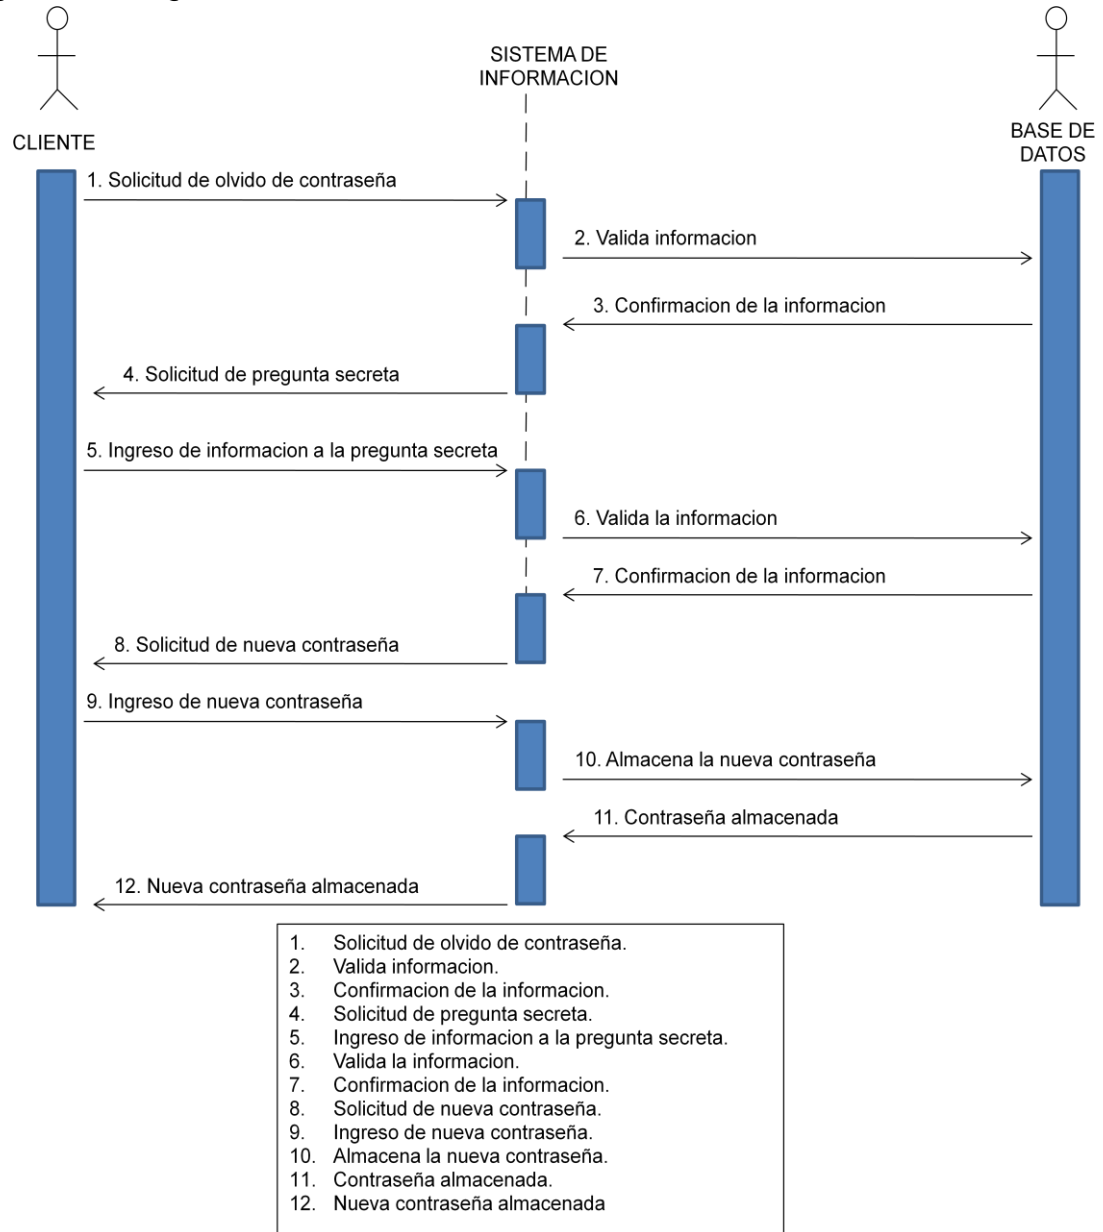 SISTEMA DE
INFORMACION
CLIENTE
BASE DE
DATOS
1. Solicitud de olvido de contraseña
2. Valida informacion
3. Confirmacion de la informacion
4. Solicitud de pregunta secreta
5. Ingreso de informacion a la pregunta secreta
6. Valida la informacion
7. Confirmacion de la informacion
8. Solicitud de nueva contraseña
9. Ingreso de nueva contraseña
10. Almacena la nueva contraseña
11. Contraseña almacenada
12. Nueva contraseña almacenada
1. Solicitud de olvido de contraseña.
2. Valida informacion.
3. Confirmacion de la informacion.
4. Solicitud de pregunta secreta.
5. Ingreso de informacion a la pregunta secreta.
6. Valida la informacion.
7. Confirmacion de la informacion.
8. Solicitud de nueva contraseña.
9. Ingreso de nueva contraseña.
10. Almacena la nueva contraseña.
11. Contraseña almacenada.
12. Nueva contraseña almacenada